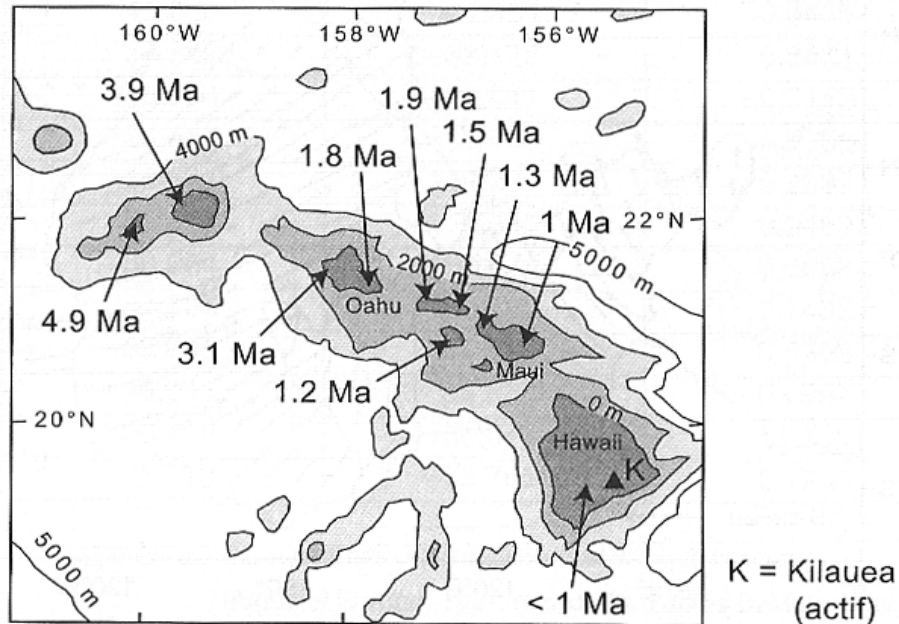 160°W
158°W
156°W
3.9 Ma
4000 m
1.9 Ma
1.8 Ma
1.5 Ma
1.3 Ma
1 Ma
22°N
5000 m
2000 m
Oahu
4.9 Ma
3.1 Ma
1.2 Ma
Maui
20°N
0 m
Hawaii
K
5000 m
< 1 Ma
K = Kilauea
(actif)